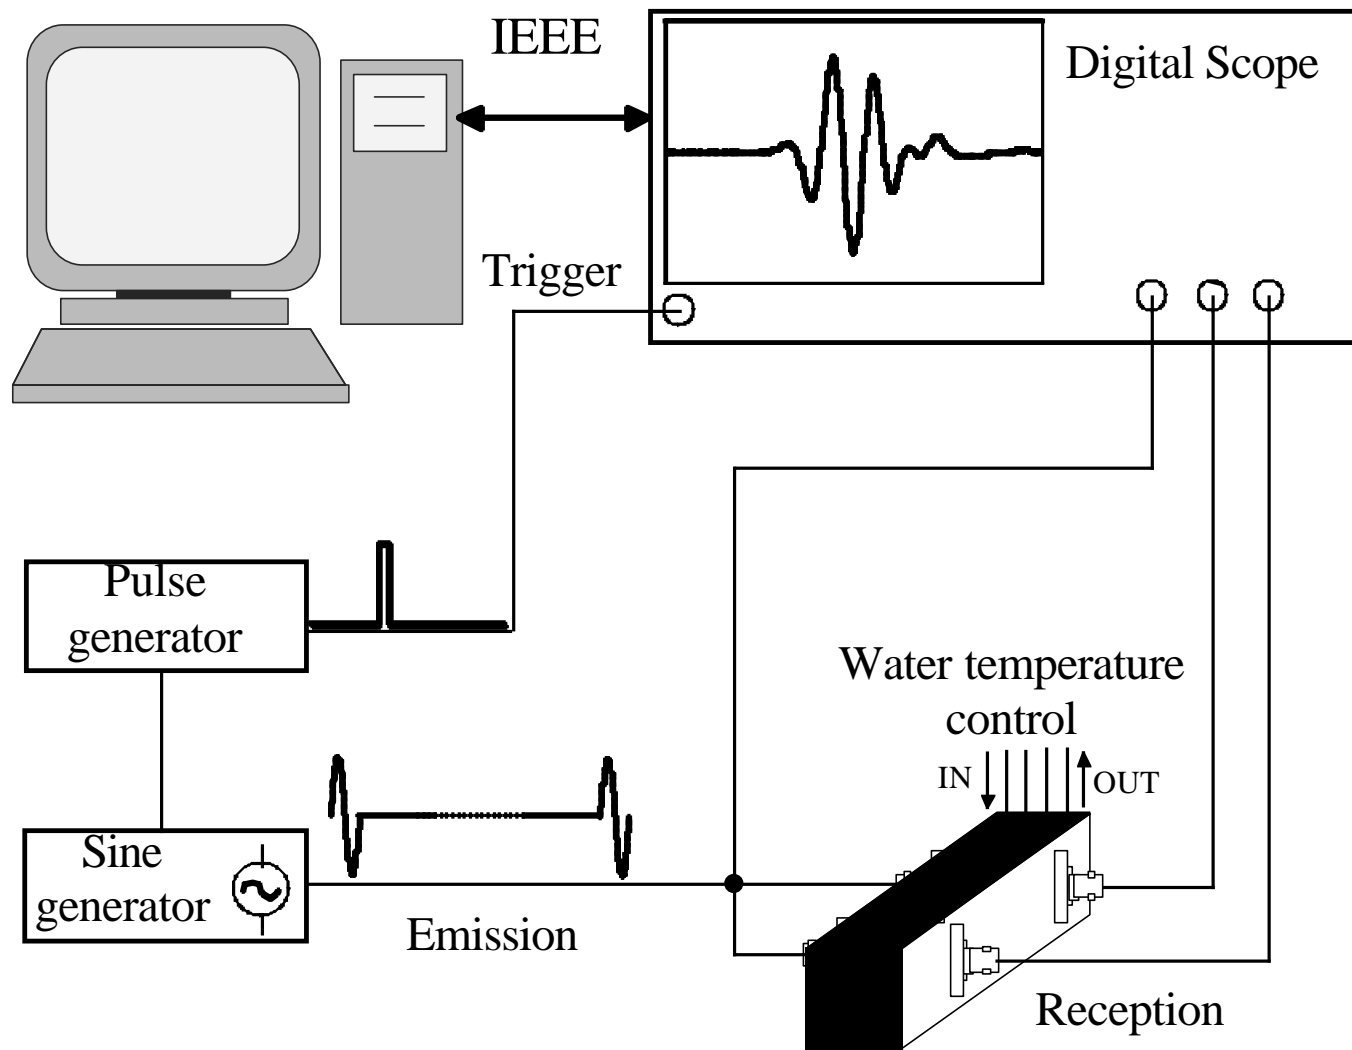 IEEE
Digital Scope
Trigger
Pulse
generator
Water temperature
control
IN
OUT
Sine
generator
Emission
Reception